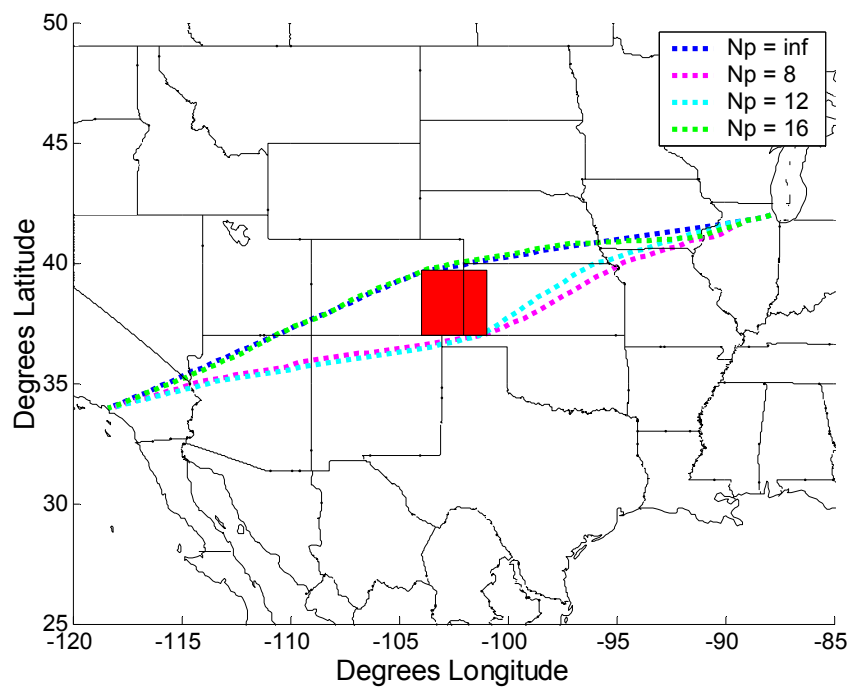 50
45
40
35
30
25
Degrees Latitude
Np = inf
Np = 8
Np = 12
Np = 16
-120 -115 -110 -105 -100 -95 -90 -85
Degrees Longitude